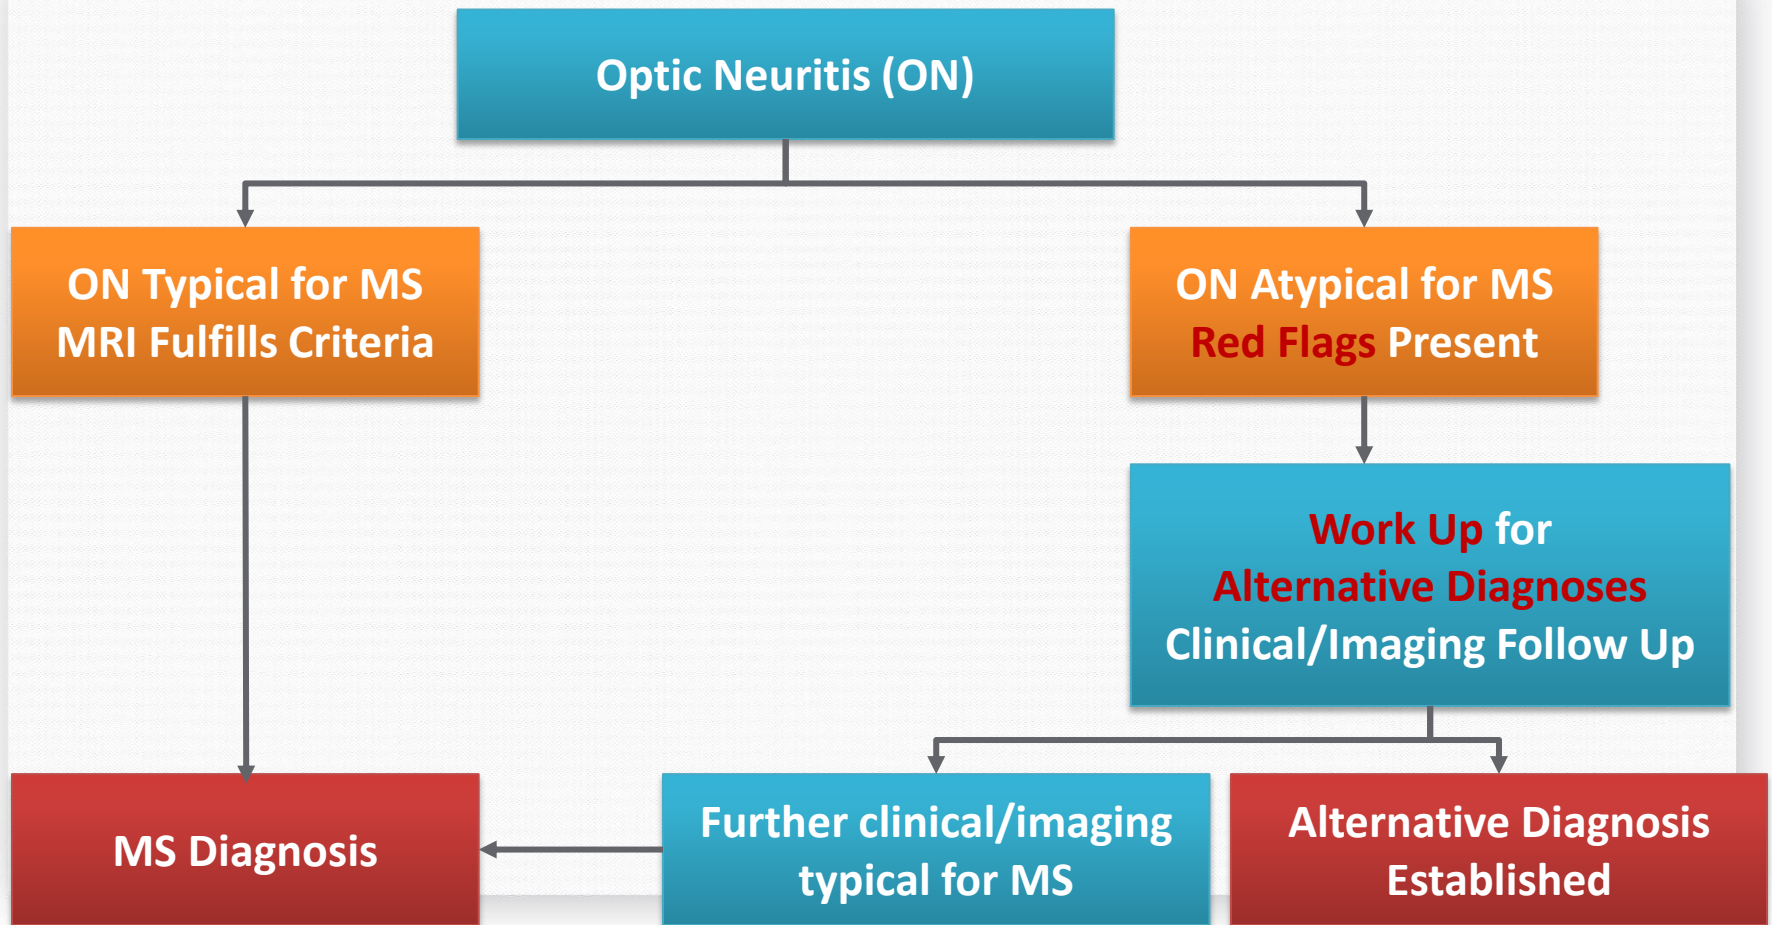 Optic Neuritis (ON)
ON Typical for MS
MRI Fulfills Criteria
ON Atypical for MS
Red Flags Present
Work Up for
Alternative Diagnoses
Clinical/Imaging Follow Up
MS Diagnosis
Further clinical/imaging
typical for MS
Alternative Diagnosis
Established